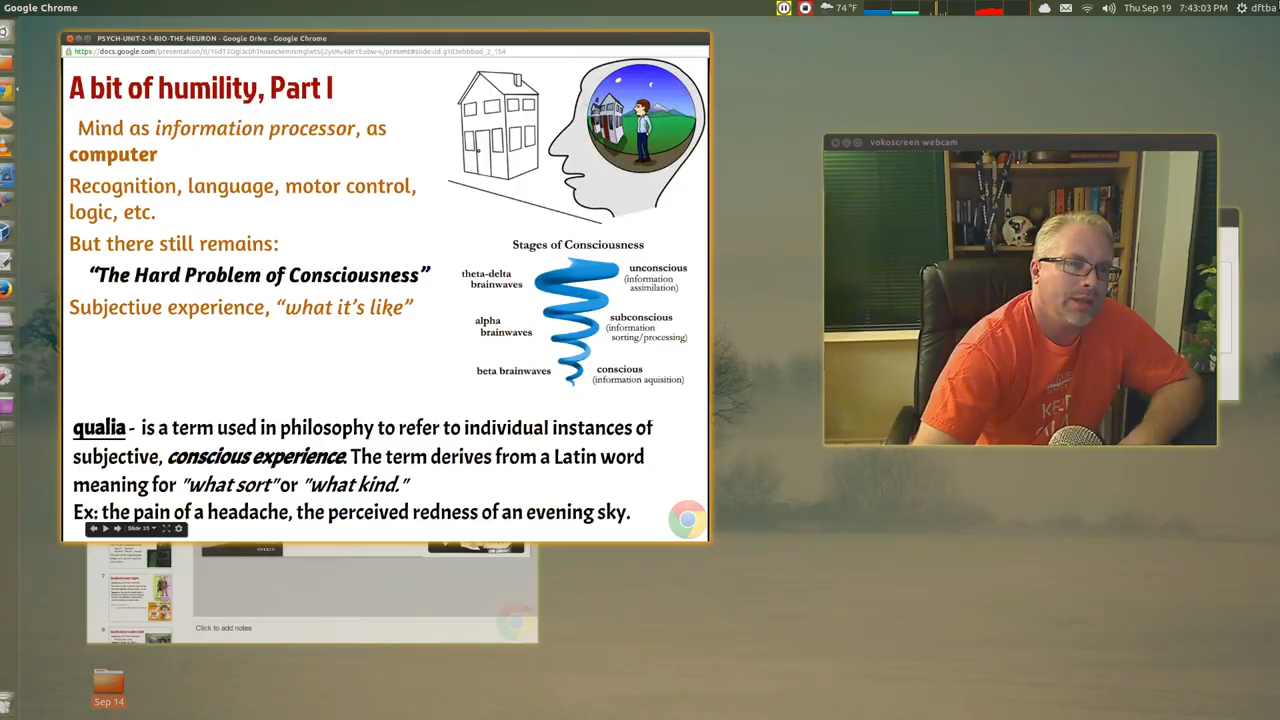 Google Chrome
74 °F
Thu Sep 19 7:43:03 PM
dftba
PSYCH-UNIT-2-1-BIO-THE-NEURON - Google Drive - Google Chrome
A bit of humility, Part I
Mind as information processor, as
computer
Recognition, language, motor control,
logic, etc.
But there still remains:
“The Hard Problem of Consciousness”
Subjective experience, “what it’s like”
Stages of Consciousness
theta-delta
brainwaves
unconscious
(information
assimilation)
alpha
brainwaves
subconscious
(information
sorting/processing)
beta brainwaves
conscious
(information aquisition)
qualia- is a term used in philosophy to refer to individual instances of
subjective, conscious experience. The term derives from a Latin word
meaning for "what sort" or "what kind."
Ex: the pain of a headache, the perceived redness of an evening sky.
Slide 35
vokoscreen webcam
7
Click to add notes
Sep 14